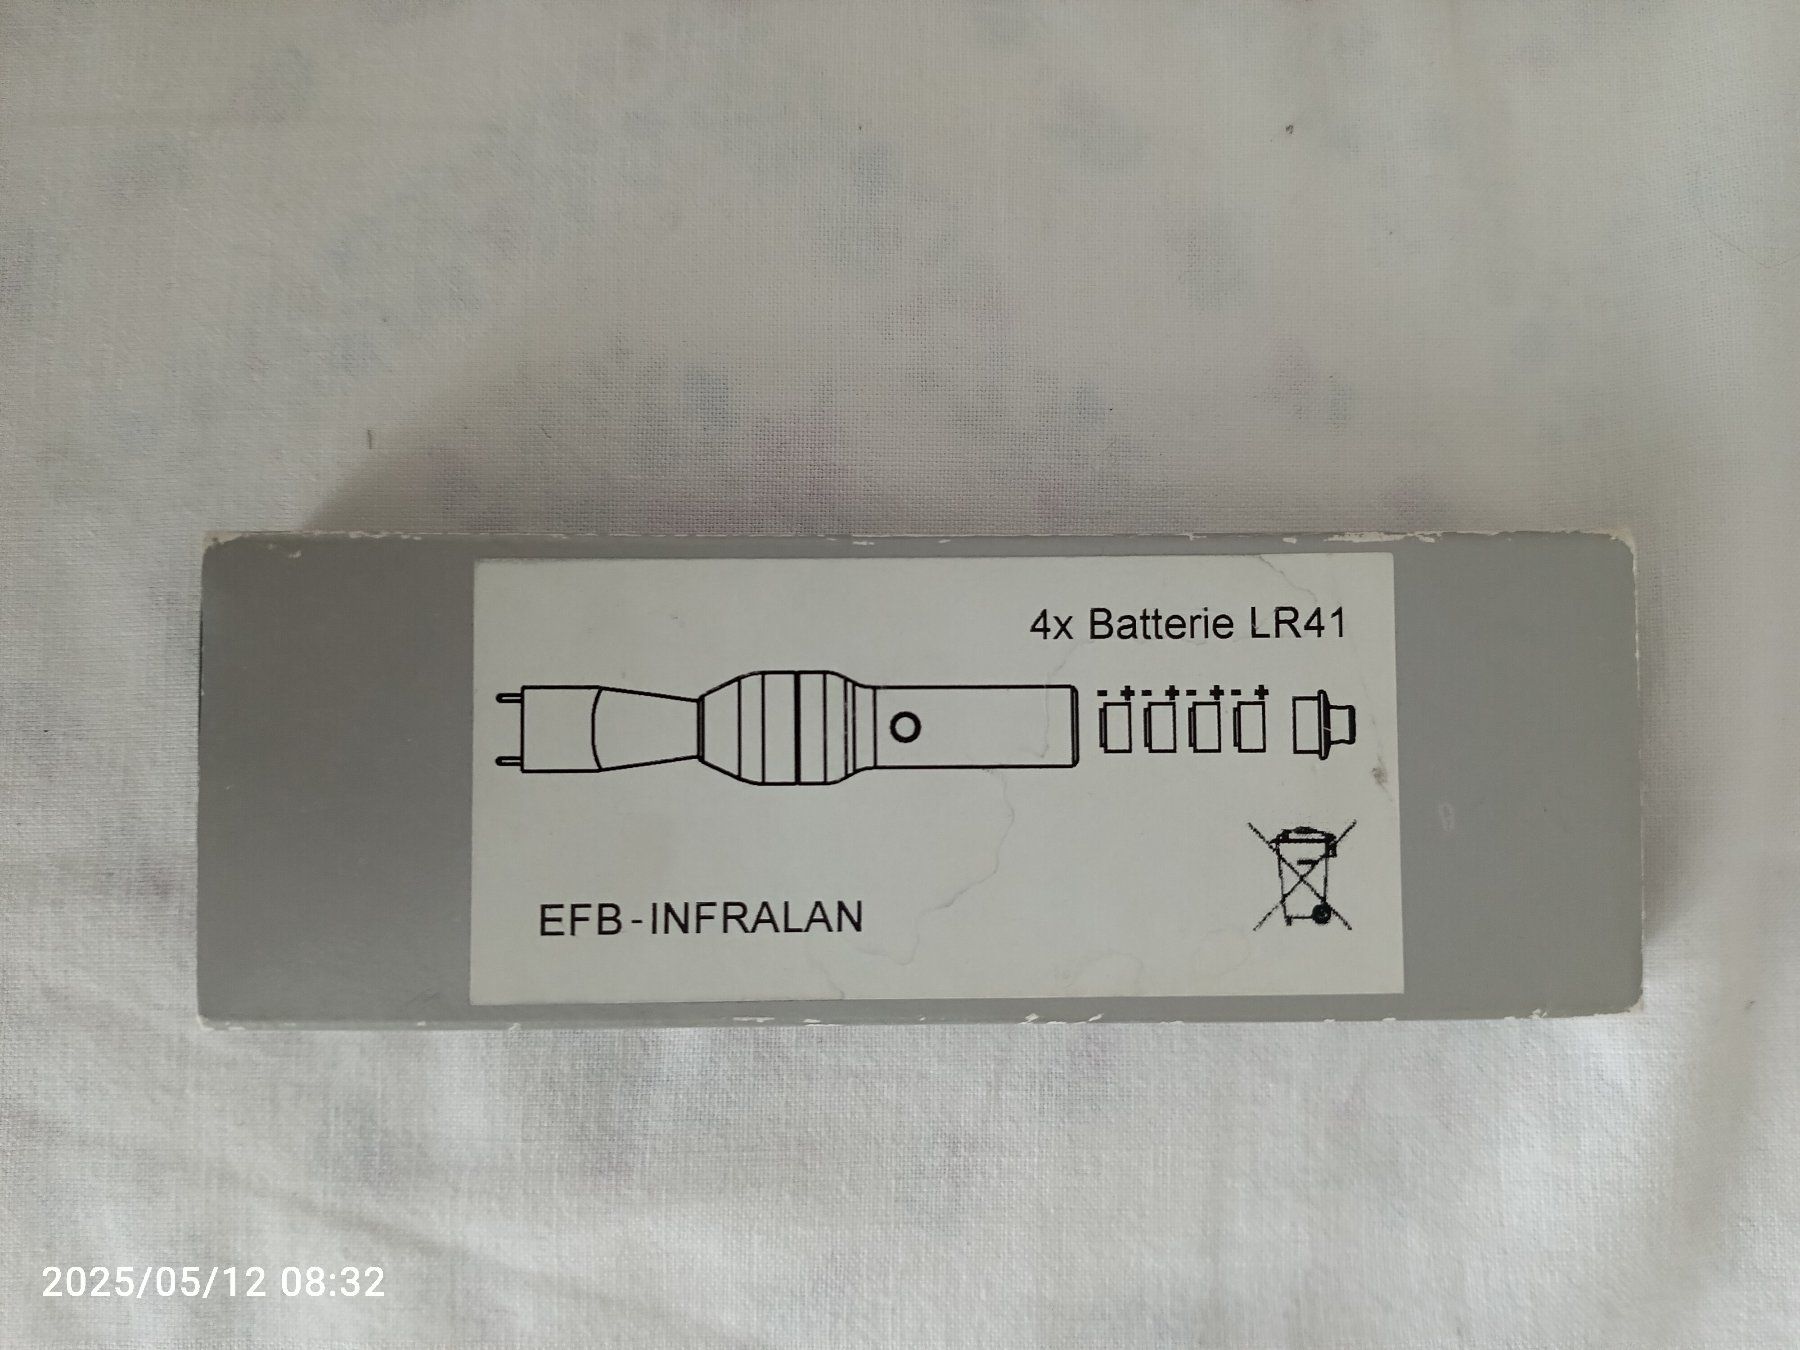 4x Batterie LR41
- + - + - + - +
EFB-INFRALAN
2025/05/12 08:32